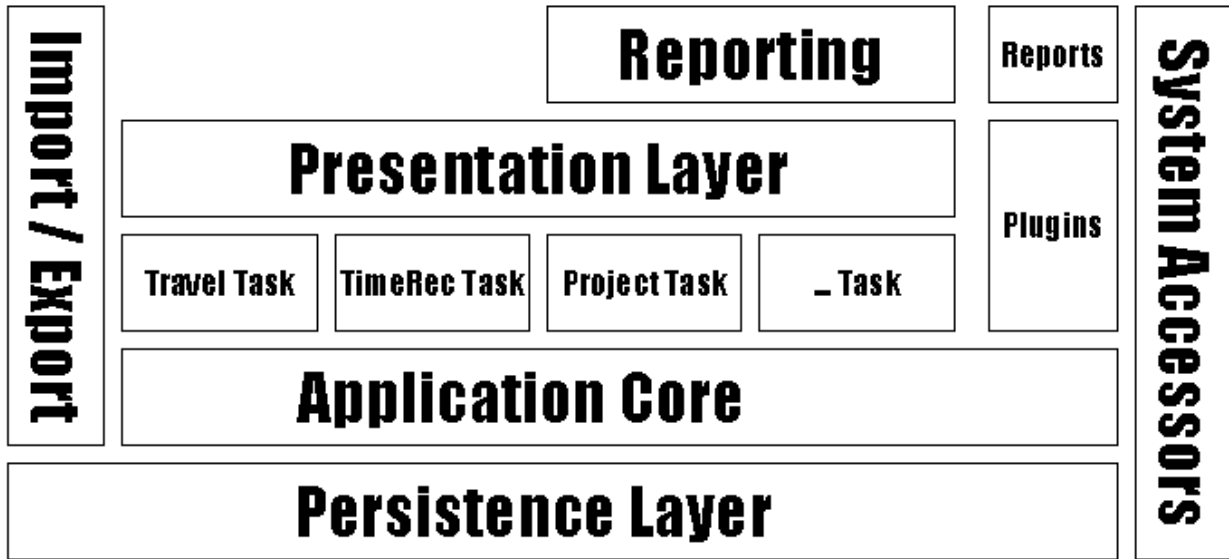 Import / Export
Reporting
Reports
System Accessors
Presentation Layer
Plugins
Travel Task
TimeRec Task
Project Task
... Task
Application Core
Persistence Layer